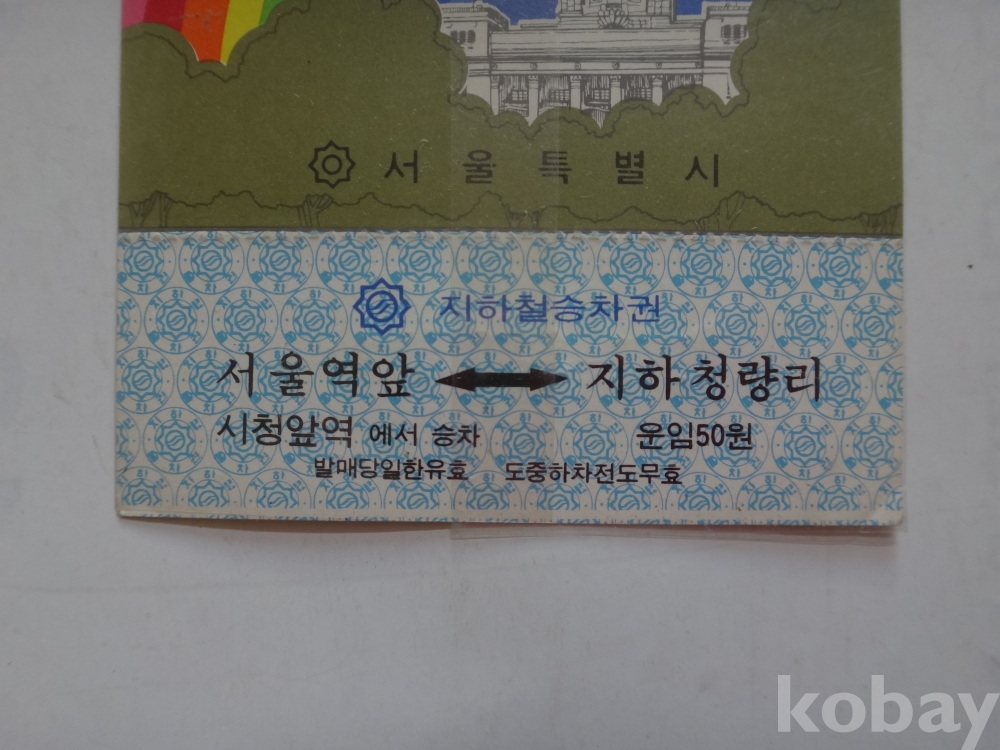 서울특별시
지하철승차권
서울역앞 ↔ 지하청량리
시청앞역 에서 승차 운임50원
발매당일한유효 도중하차전도무효
kobay